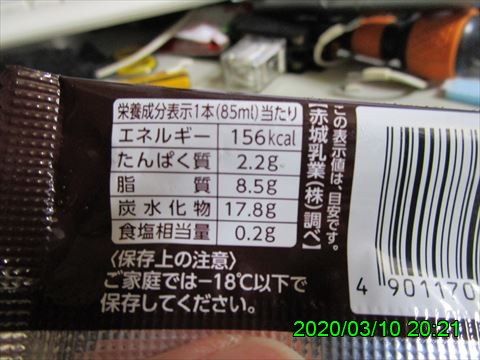 栄養成分表示1本(85ml)当たり
エネルギー 156kcal
たんぱく質 2.2g
脂質 8.5g
炭水化物 17.8g
食塩相当量 0.2g
この表示値は、目安です。
【赤城乳業(株)調べ】
〈保存上の注意〉
ご家庭では-18℃以下で
保存してください。
4 901170
2020/03/10 20:21